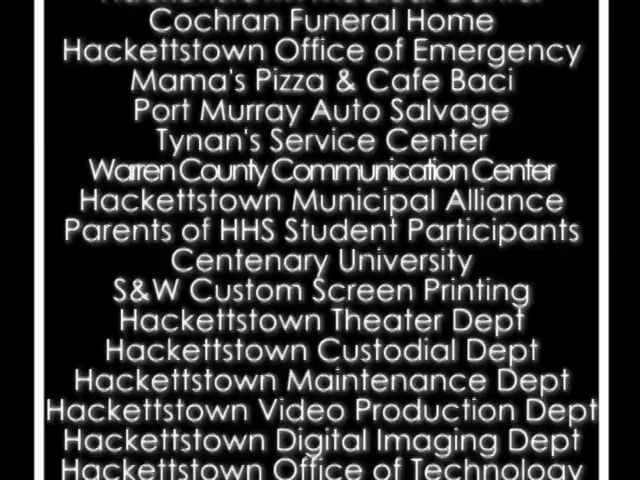 Cochran Funeral Home
Hackettstown Office of Emergency
Mama's Pizza & Cafe Baci
Port Murray Auto Salvage
Tynan's Service Center
Warren County Communication Center
Hackettstown Municipal Alliance
Parents of HHS Student Participants
Centenary University
S&W Custom Screen Printing
Hackettstown Theater Dept
Hackettstown Custodial Dept
Hackettstown Maintenance Dept
Hackettstown Video Production Dept
Hackettstown Digital Imaging Dept
Hackettstown Office of Technology